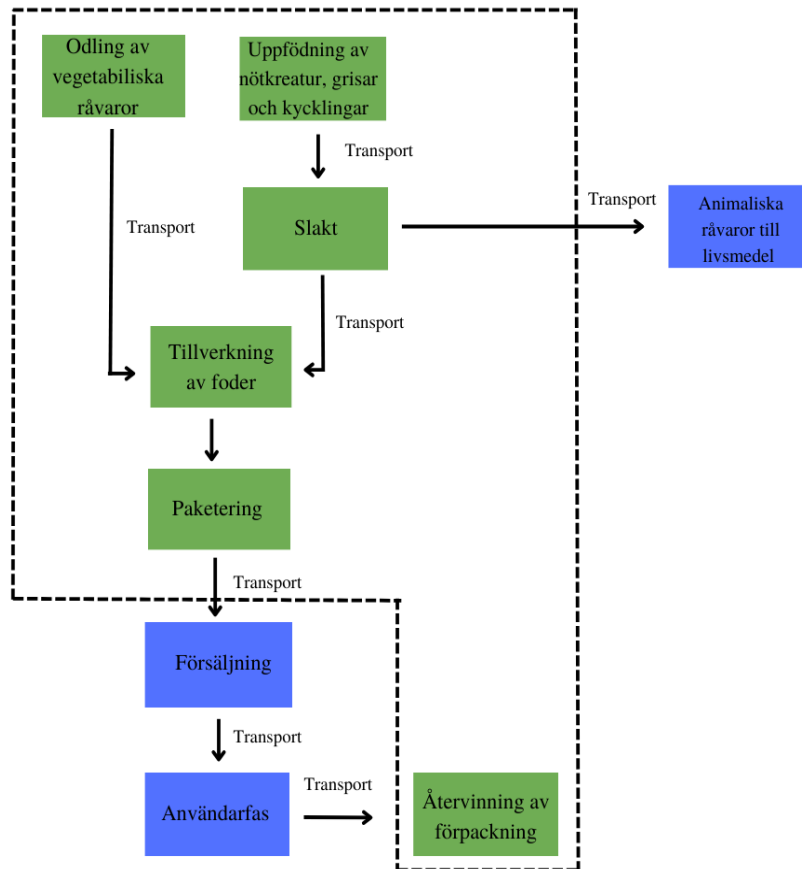 Odling av
vegetabiliska
råvaror
Uppfödning av
nötkreatur, grisar
och kycklingar
Transport
Transport
Slakt
Transport
Animaliska
råvaror till
livsmedel
Transport
Tillverkning
av foder
Paketering
Transport
Försäljning
Transport
Användarfas
Transport
Återvinning av
förpackning